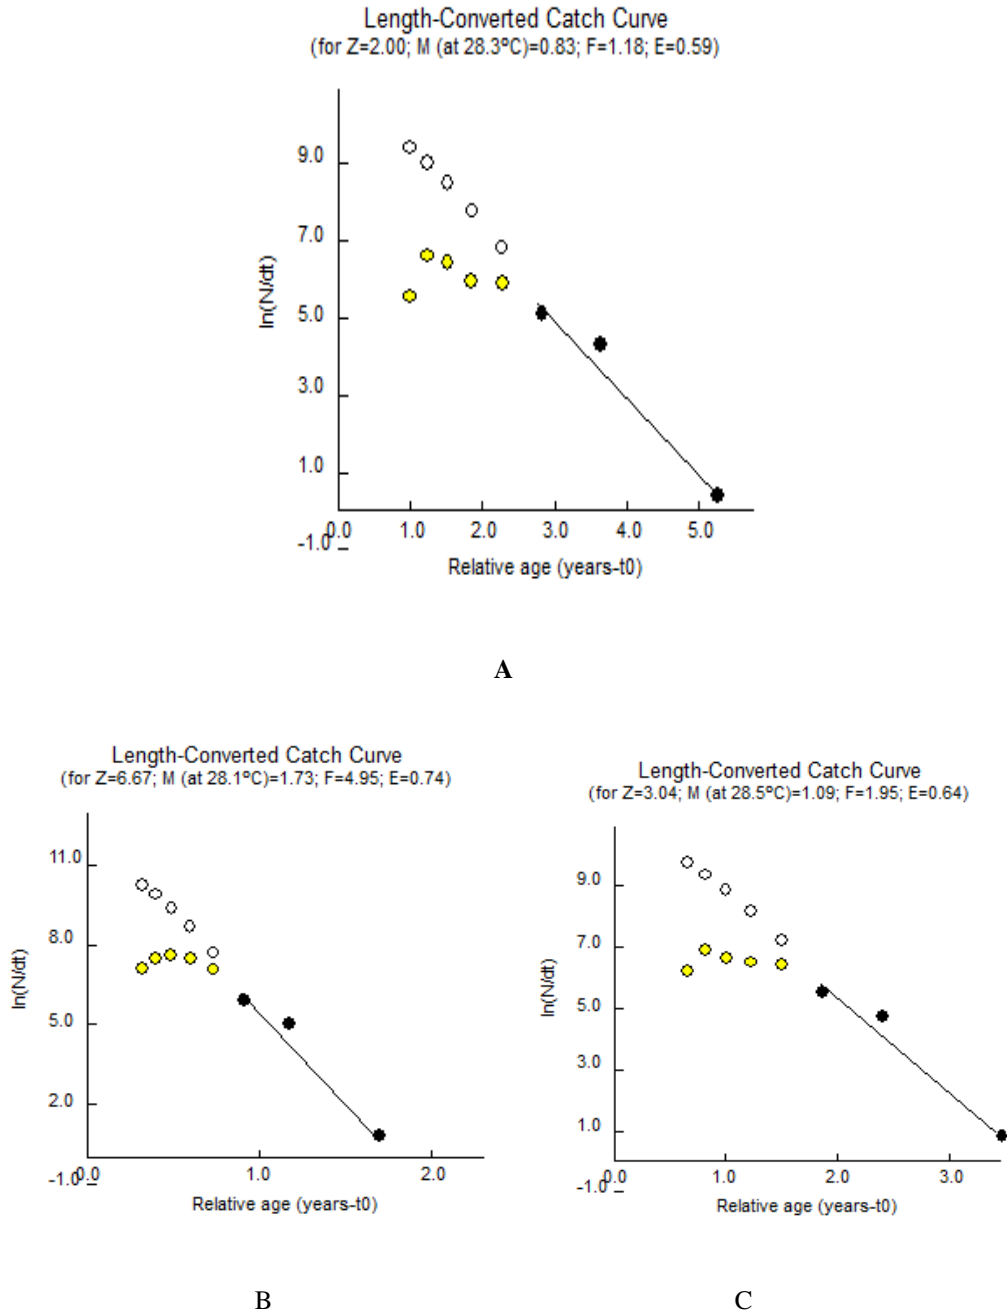 Length-Converted Catch Curve
(for Z=2.00; M (at 28.3ºC)=0.83; F=1.18; E=0.59)
9.0
7.0
5.0
3.0
1.0
-1.0
ln(N/dt)
0.0 1.0 2.0 3.0 4.0 5.0
Relative age (years-t0)
A
Length-Converted Catch Curve
(for Z=6.67; M (at 28.1ºC)=1.73; F=4.95; E=0.74)
11.0
8.0
5.0
2.0
-1.0
ln(N/dt)
0.0 1.0 2.0
Relative age (years-t0)
B
Length-Converted Catch Curve
(for Z=3.04; M (at 28.5ºC)=1.09; F=1.95; E=0.64)
9.0
7.0
5.0
3.0
1.0
-1.0
ln(N/dt)
0.0 1.0 2.0 3.0
Relative age (years-t0)
C